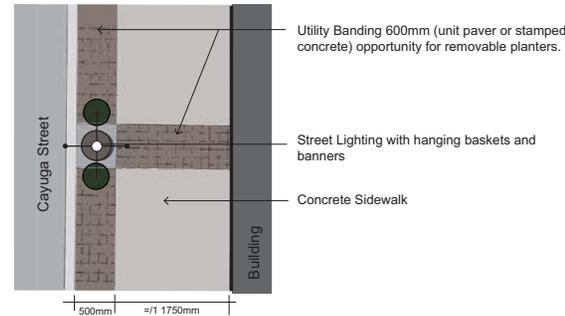 Utility Banding 600mm (unit paver or stamped
concrete) opportunity for removable planters.
Cayuga Street
Street Lighting with hanging baskets and
banners
Concrete Sidewalk
Building
500mm
=/1 1750mm